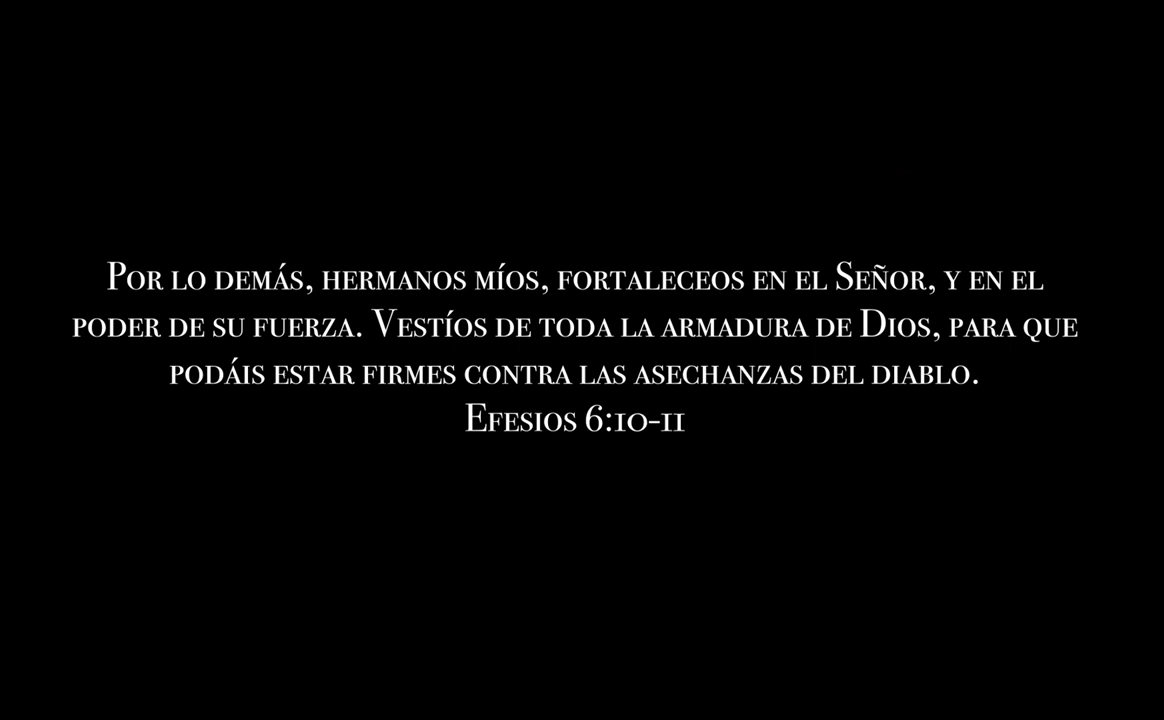 Por lo demás, hermanos míos, fortaleceos en el Señor, y en el
poder de su fuerza. Vestíos de toda la armadura de Dios, para que
podáis estar firmes contra las asechanzas del diablo.
Efesios 6:10-11